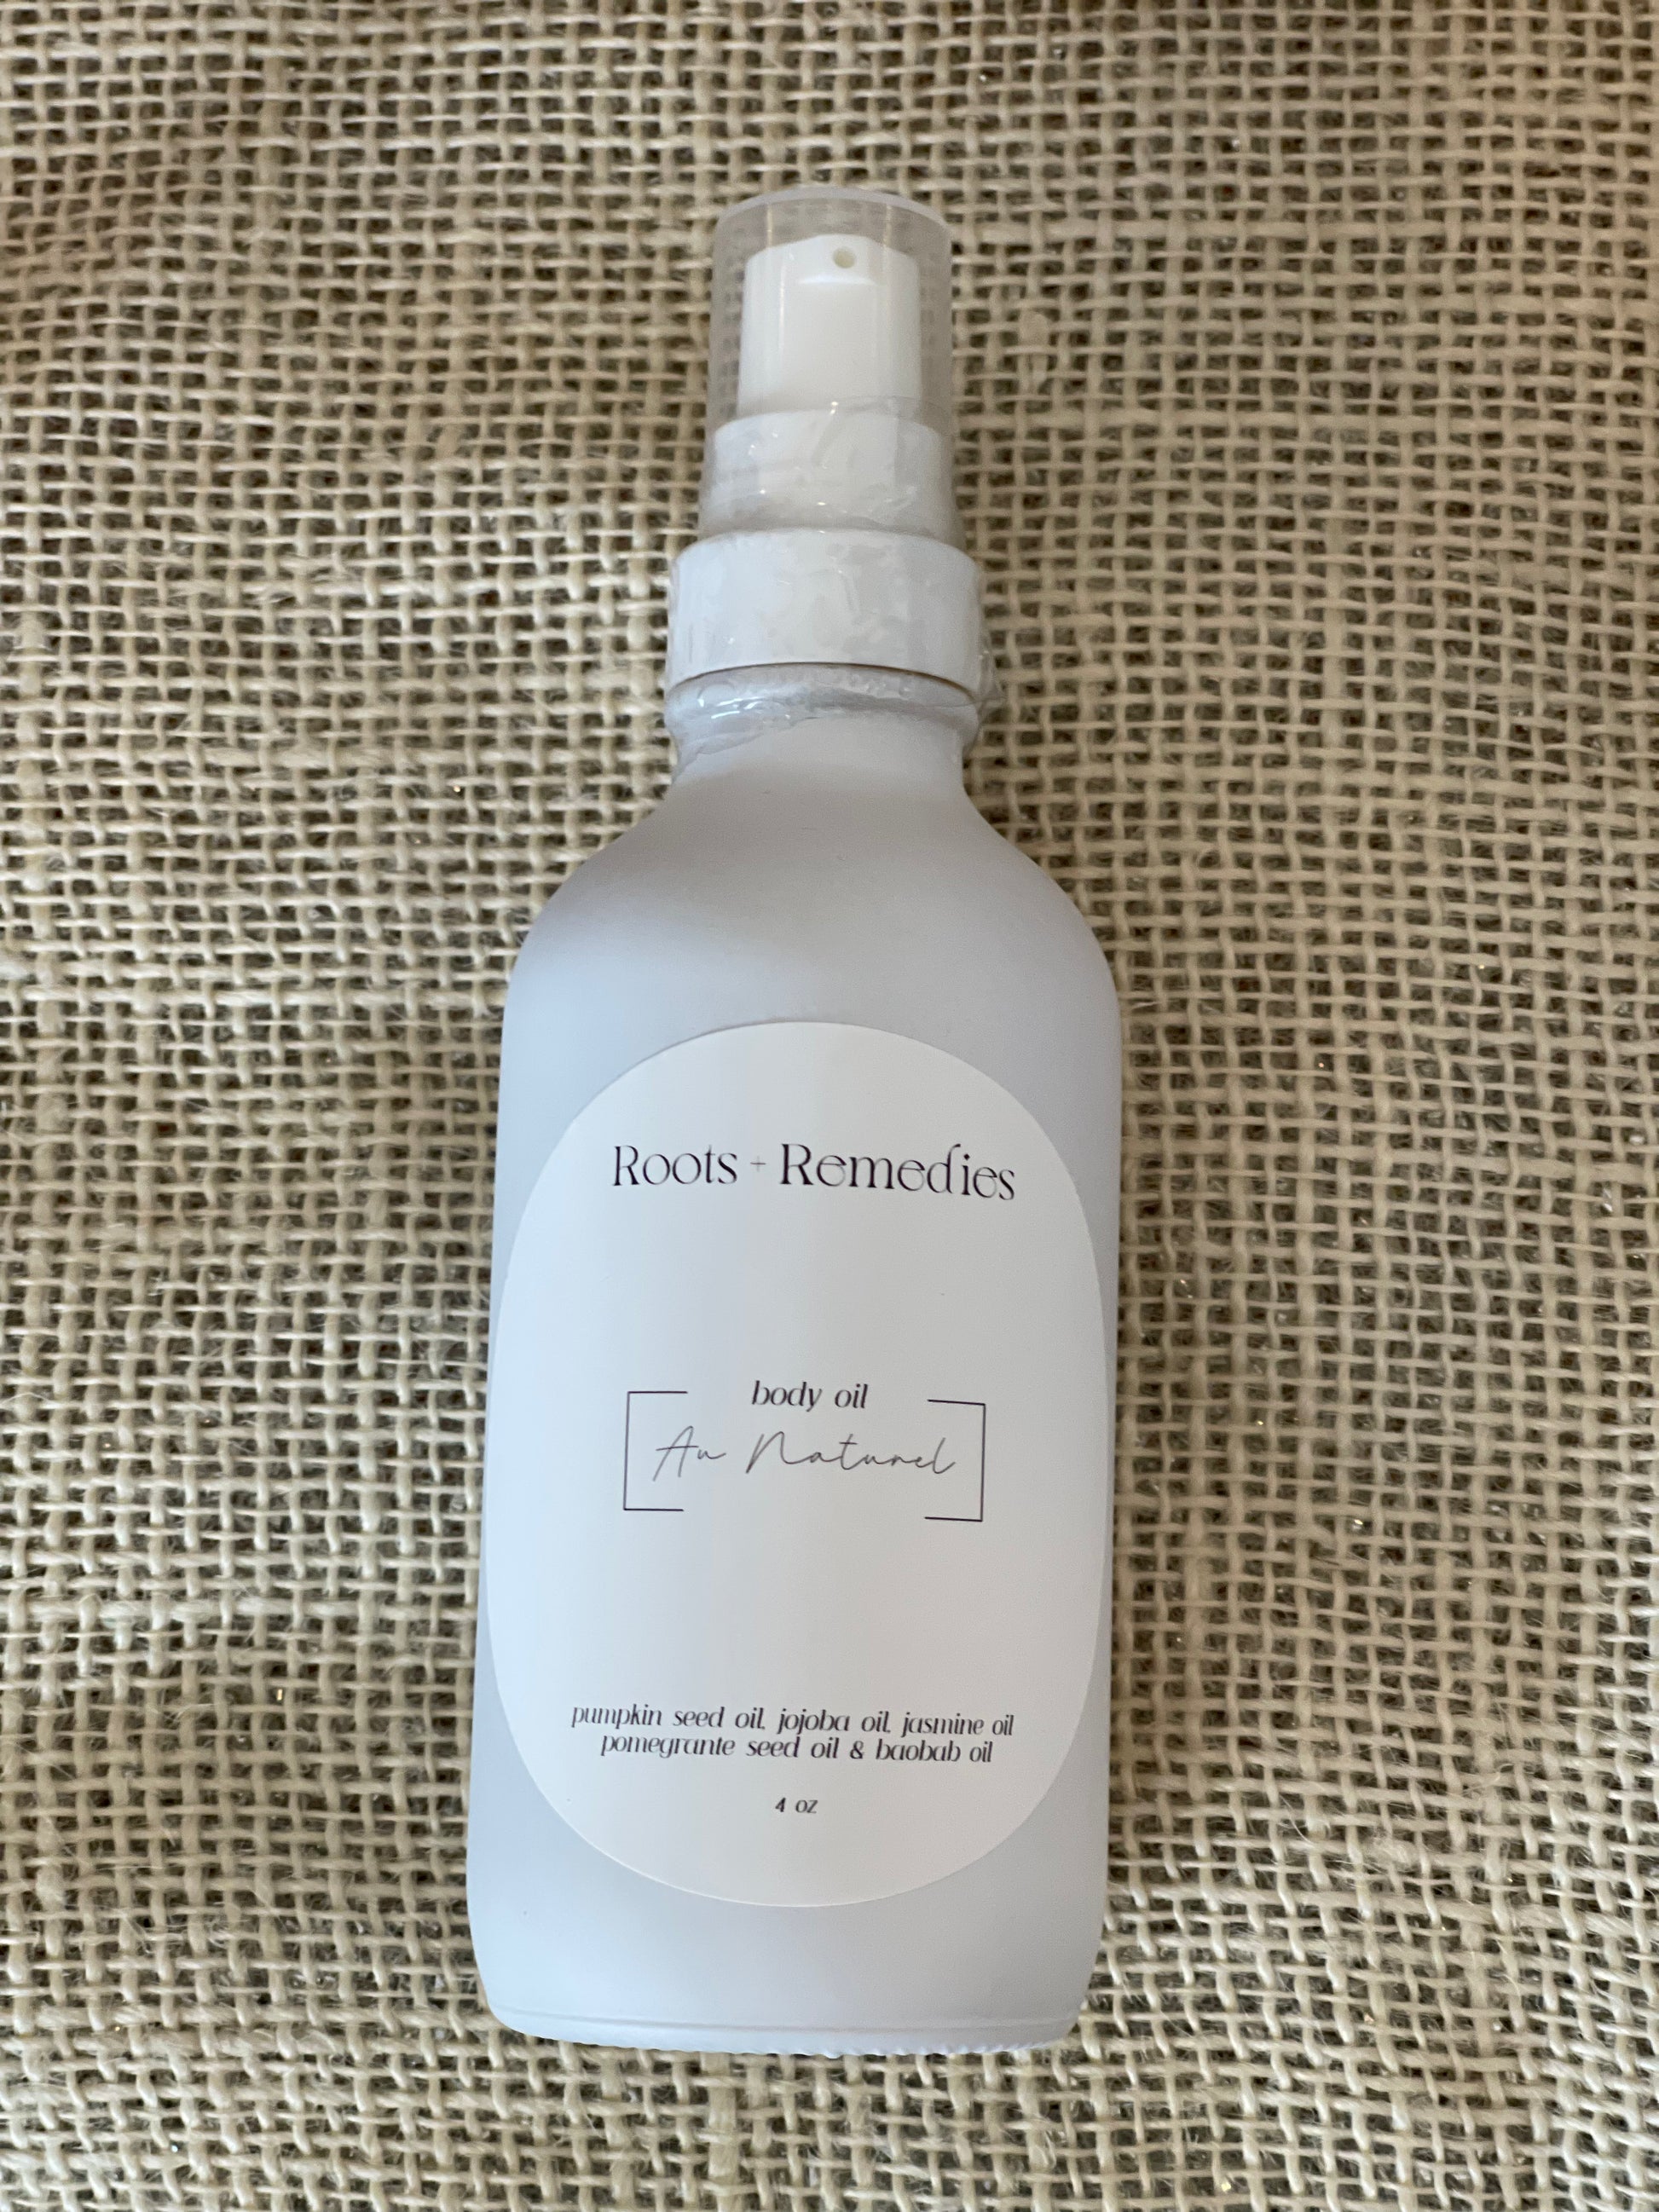 Roots + Remedies
body oil
Au Naturel
pumpkin seed oil, jojoba oil, jasmine oil
pomegrante seed oil & baobab oil
4 oz